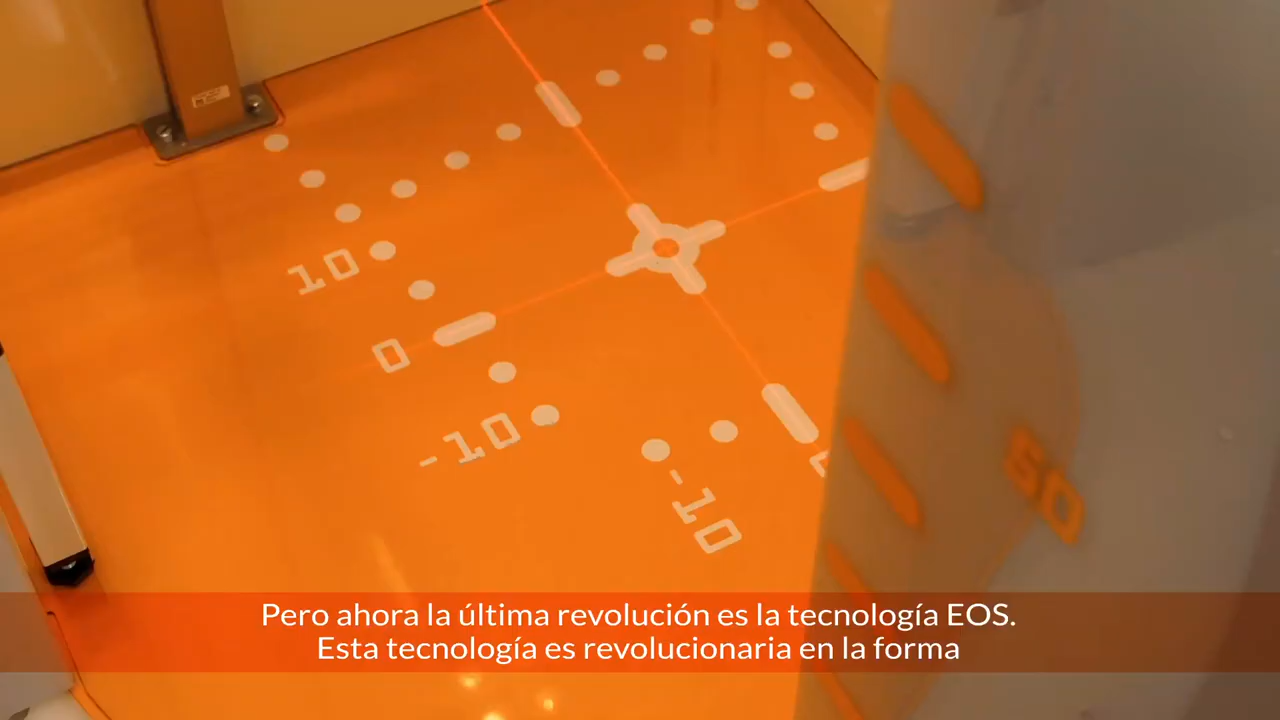 10
0
-10
-10
50
Pero ahora la última revolución es la tecnología EOS.
Esta tecnología es revolucionaria en la forma